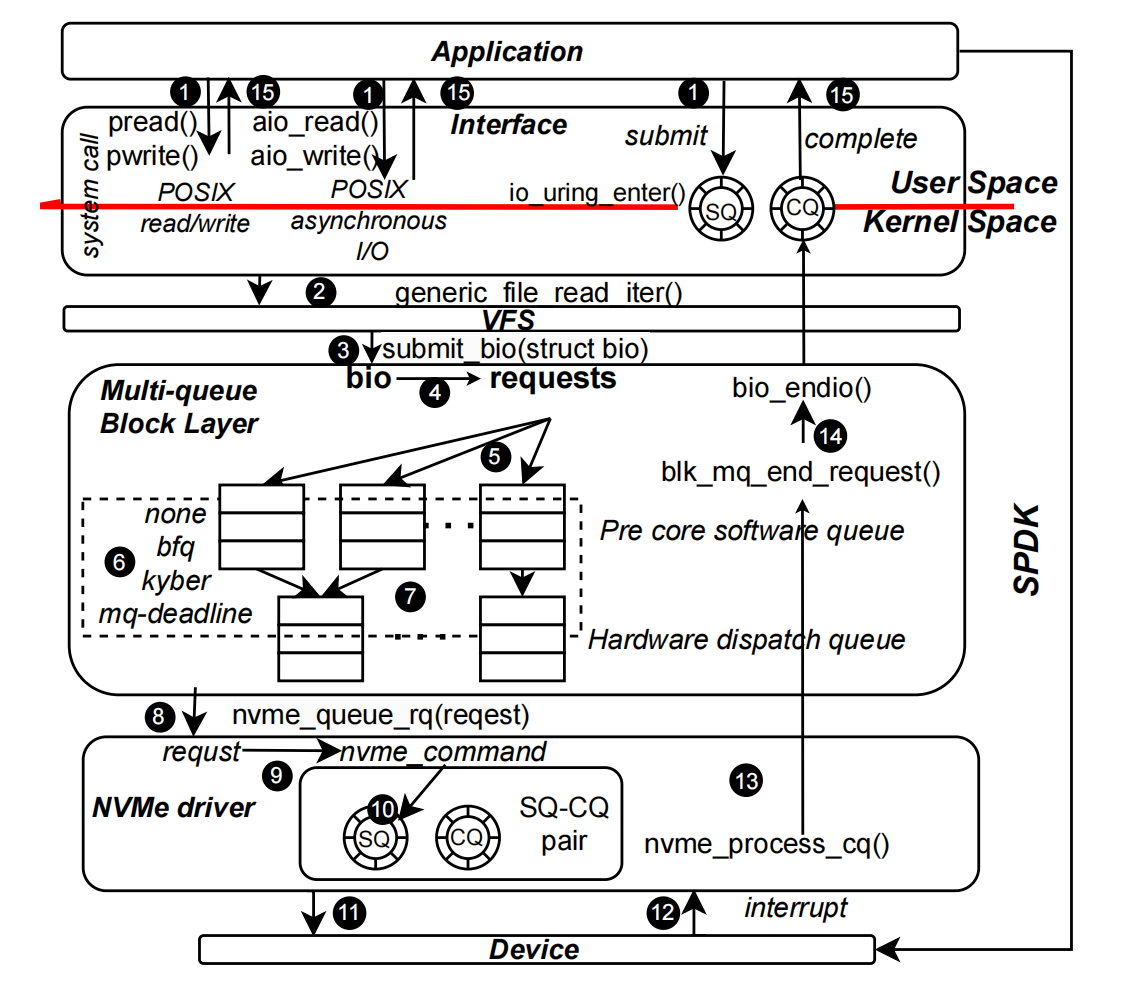 Application
1
15
1
15
1
15
pread()
pwrite()
aio_read()
aio_write()
Interface
submit
complete
system call
POSIX
read/write
POSIX
asynchronous
I/O
io_uring_enter()
SQ
CQ
User Space
Kernel Space
2
generic_file_read_iter()
VFS
3
submit_bio(struct bio)
bio
4
requests
Multi-queue
Block Layer
bio_endio()
14
blk_mq_end_request()
5
none
bfq
kyber
mq-deadline
6
. . .
Pre core software queue
7
. . .
Hardware dispatch queue
SPDK
8
nvme_queue_rq(reqest)
requst
nvme_command
9
NVMe driver
10
SQ
CQ
SQ-CQ
pair
13
nvme_process_cq()
11
12
interrupt
Device